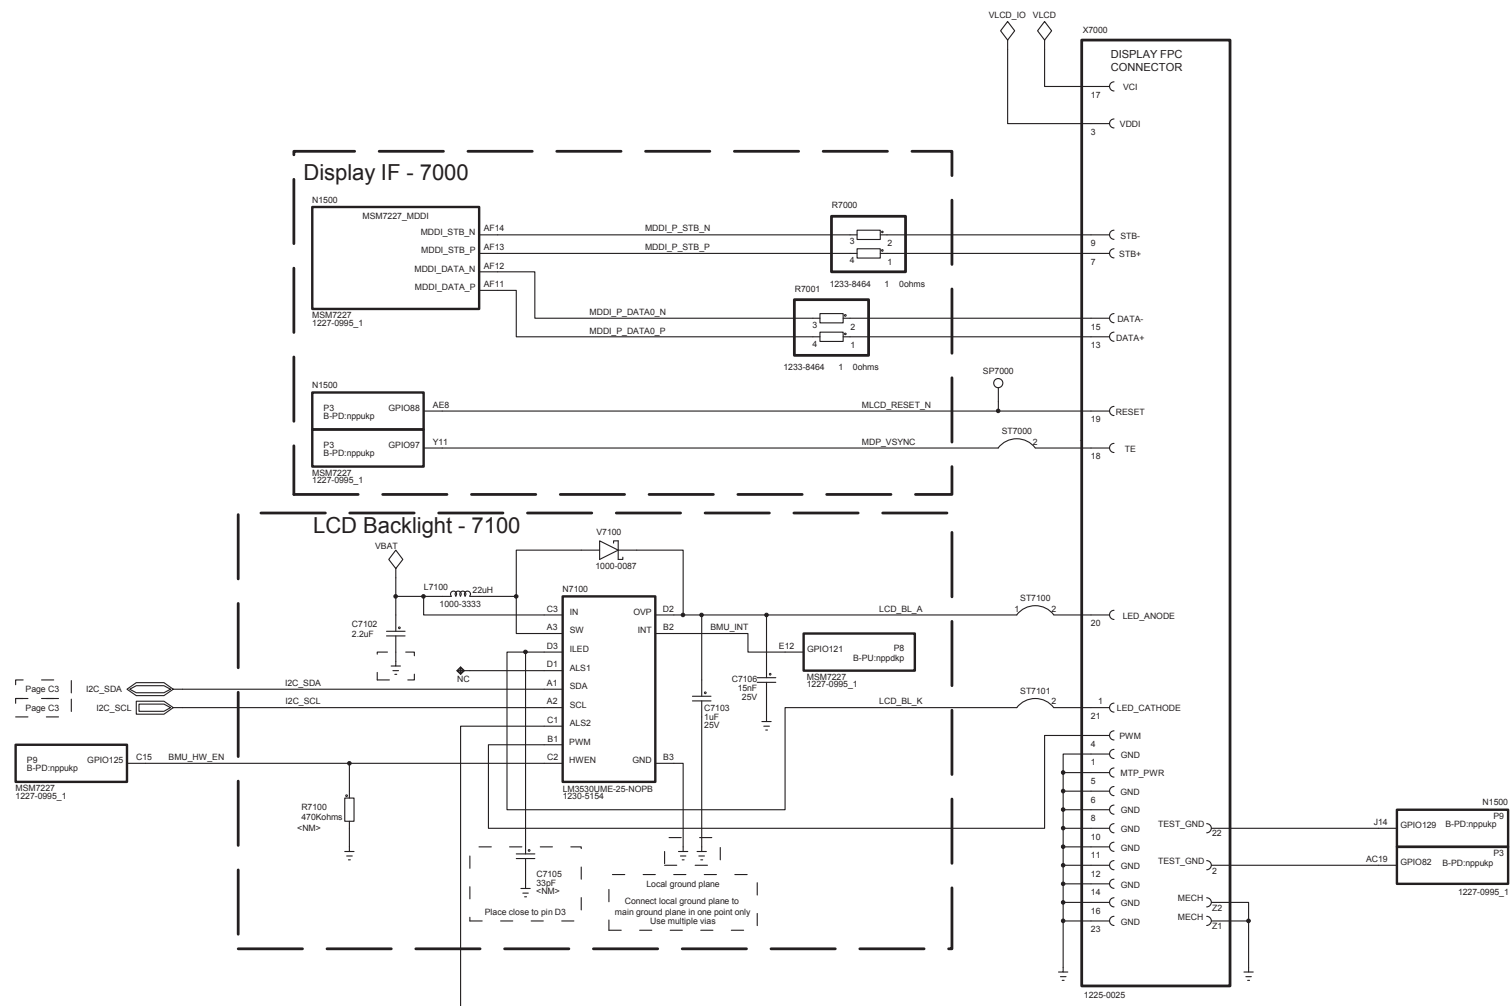 VLCD_IO VLCD
X7000
DISPLAY FPC
CONNECTOR
17 VCI
3 VDDI
Display IF - 7000
N1500
MSM7227_MDDI
MDDI_STB_N AF14 MDDI_P_STB_N
MDDI_STB_P AF13 MDDI_P_STB_P
MDDI_DATA_N AF12
MDDI_DATA_P AF11
MSM7227
1227-0995_1
R7000
3 2
4 1
1233-8464 1 0ohms
9 STB-
7 STB+
R7001
MDDI_P_DATA0_N
MDDI_P_DATA0_P
3 2
4 1
1233-8464 1 0ohms
15 DATA-
13 DATA+
N1500
P3
B-PD:nppukp
GPIO88 AE8 MLCD_RESET_N
SP7000
19 RESET
P3
B-PD:nppukp
GPIO97 Y11 MDP_VSYNC
ST7000
2
18 TE
MSM7227
1227-0995_1
LCD Backlight - 7100
VBAT
V7100
1000-0087
L7100 22uH
1000-3333
C7102
2.2uF
N7100
C3 IN OVP D2
A3 SW INT B2
D3 ILED
D1 ALS1
A1 SDA
A2 SCL
C1 ALS2
B1 PWM
C2 HWEN GND B3
LM3530UME-25-NOPB
1230-5154
NC
LCD_BL_A
ST7100
1 2
20 LED_ANODE
BMU_INT
E12 GPIO121 P8
B-PU:nppdkp
MSM7227
1227-0995_1
C7106
15nF
25V
C7103
1uF
25V
LCD_BL_K
ST7101
2
1
21 LED_CATHODE
Page C3 I2C_SDA I2C_SDA
Page C3 I2C_SCL I2C_SCL
P9
B-PD:nppukp
GPIO125 C15 BMU_HW_EN
MSM7227
1227-0995_1
R7100
470Kohms
<NM>
C7105
33pF
<NM>
Place close to pin D3
Local ground plane
Connect local ground plane to
main ground plane in one point only
Use multiple vias
4 PWM
1 GND
5 MTP_PWR
6 GND
8 GND
10 GND
11 GND
12 GND
14 GND
16 GND
23 GND
TEST_GND 22
TEST_GND 2
MECH Z2
MECH Z1
1225-0025
N1500
J14 GPIO129 P9
B-PD:nppukp
AC19 GPIO82 P3
B-PD:nppukp
1227-0995_1